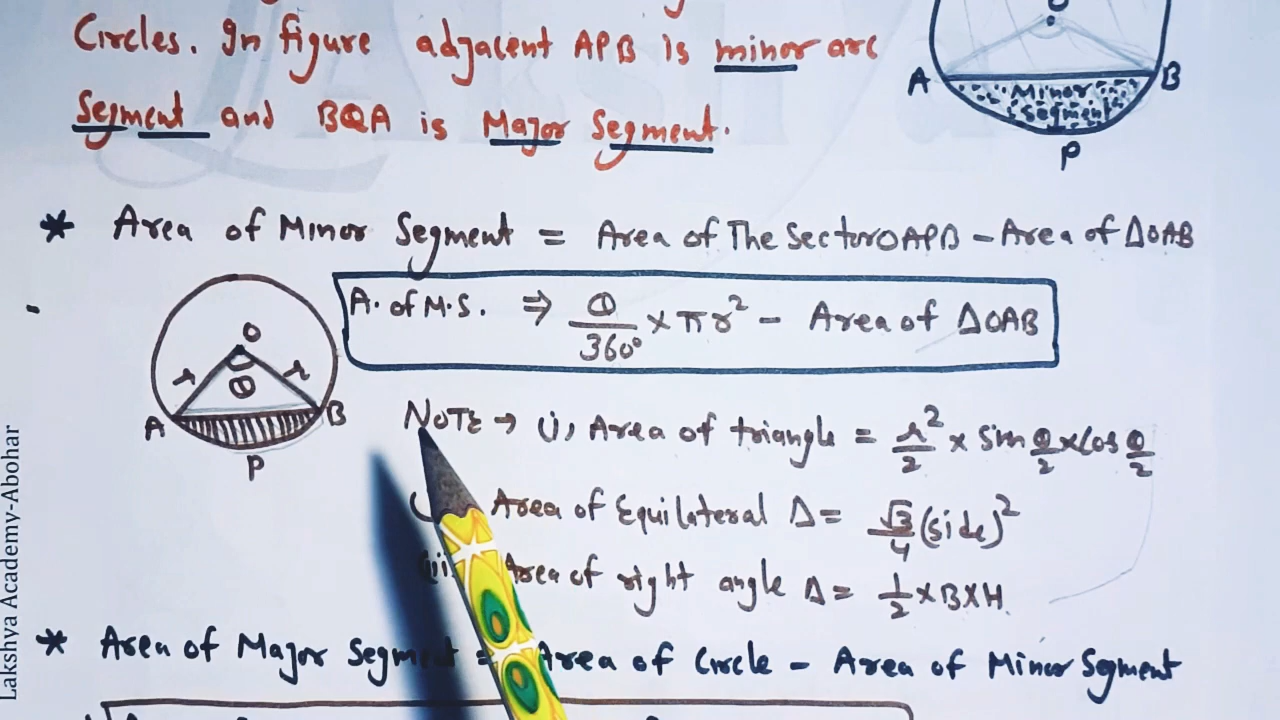 Circles. In figure adjacent APB is minor arc
Segment and BQA is Major Segment.
O
A
B
Minor
Segment
P
* Area of Minor Segment = Area of The Sector OAPB - Area of ΔOAB
A. of M.S. ⇒ θ/360° × πr² - Area of ΔOAB
O
r
r
θ
A
B
P
NOTE → (i), Area of triangle = r²/2 × Sin θ/2 × Cos θ/2
Area of Equilateral Δ = √3/4 (side)²
Area of right angle Δ = 1/2 × B × H
* Area of Major Segment = Area of Circle - Area of Minor Segment
Lakshya Academy-Abohar